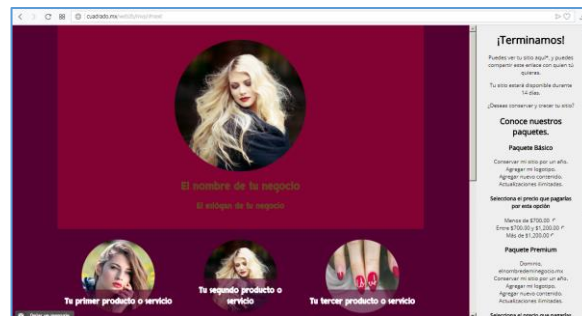 cuadrado.mx
El nombre de tu negocio
El eslogan de tu negocio
Tu primer producto o servicio
Tu segundo producto o
servicio
Tu tercer producto o servicio
¡Terminamos!
Puedes ver tu sitio aquí*, y puedes
compartir este enlace con quien tú
quieras.
Tu sitio estará disponible durante
14 días.
¿Deseas conservar y crecer tu sitio?
Conoce nuestros
paquetes.
Paquete Básico
Conservar mi sitio por un año.
Agregar mi logotipo.
Agregar nuevo contenido.
Actualizaciones ilimitadas.
Selecciona el precio que pagarías
por esta opción
Menos de $700.00
Entre $700.00 y $1,200.00
Más de $1,200.00
Paquete Premium
Dominio,
elnombredeminegocio.mx
Conservar mi sitio por un año.
Agregar mi logotipo.
Agregar nuevo contenido.
Actualizaciones ilimitadas.
Selecciona el precio que pagarías